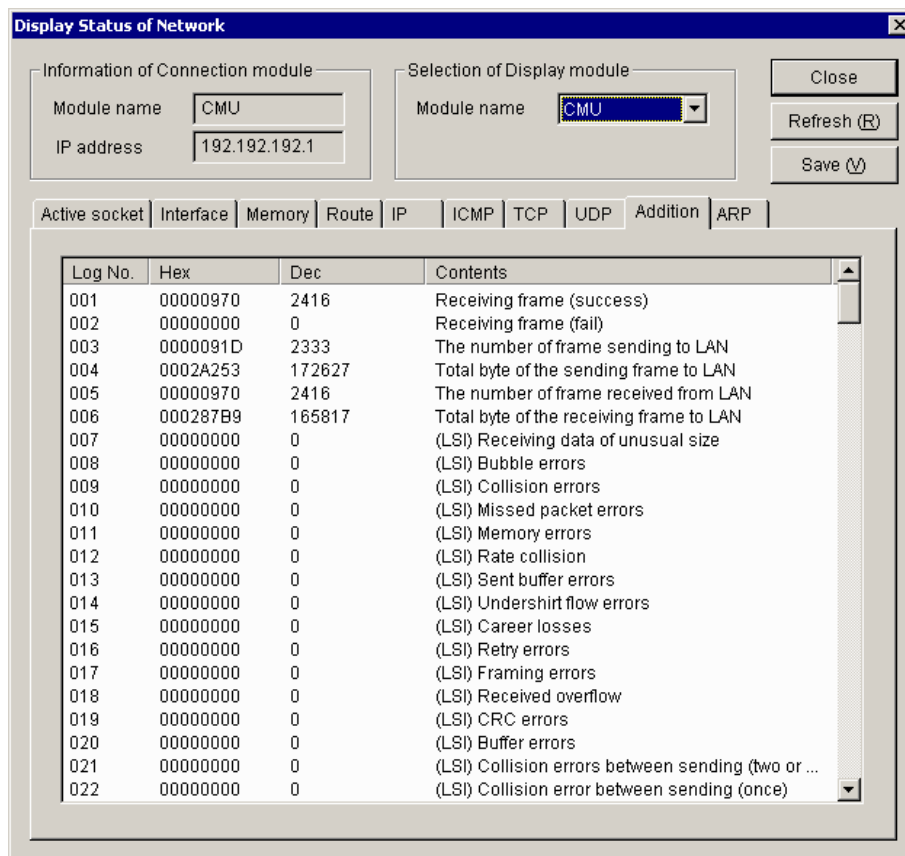 Display Status of Network
Information of Connection module
Module name CMU
IP address 192.192.192.1
Selection of Display module
Module name CMU
Close
Refresh (R)
Save (V)
Active socket Interface Memory Route IP ICMP TCP UDP Addition ARP
Log No. Hex Dec Contents
001 00000970 2416 Receiving frame (success)
002 00000000 0 Receiving frame (fail)
003 0000091D 2333 The number of frame sending to LAN
004 0002A253 172627 Total byte of the sending frame to LAN
005 00000970 2416 The number of frame received from LAN
006 000287B9 165817 Total byte of the receiving frame to LAN
007 00000000 0 (LSI) Receiving data of unusual size
008 00000000 0 (LSI) Bubble errors
009 00000000 0 (LSI) Collision errors
010 00000000 0 (LSI) Missed packet errors
011 00000000 0 (LSI) Memory errors
012 00000000 0 (LSI) Rate collision
013 00000000 0 (LSI) Sent buffer errors
014 00000000 0 (LSI) Undershirt flow errors
015 00000000 0 (LSI) Career losses
016 00000000 0 (LSI) Retry errors
017 00000000 0 (LSI) Framing errors
018 00000000 0 (LSI) Received overflow
019 00000000 0 (LSI) CRC errors
020 00000000 0 (LSI) Buffer errors
021 00000000 0 (LSI) Collision errors between sending (two or ...
022 00000000 0 (LSI) Collision error between sending (once)